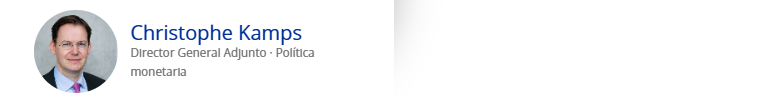 Christophe Kamps
Director General Adjunto · Política
monetaria